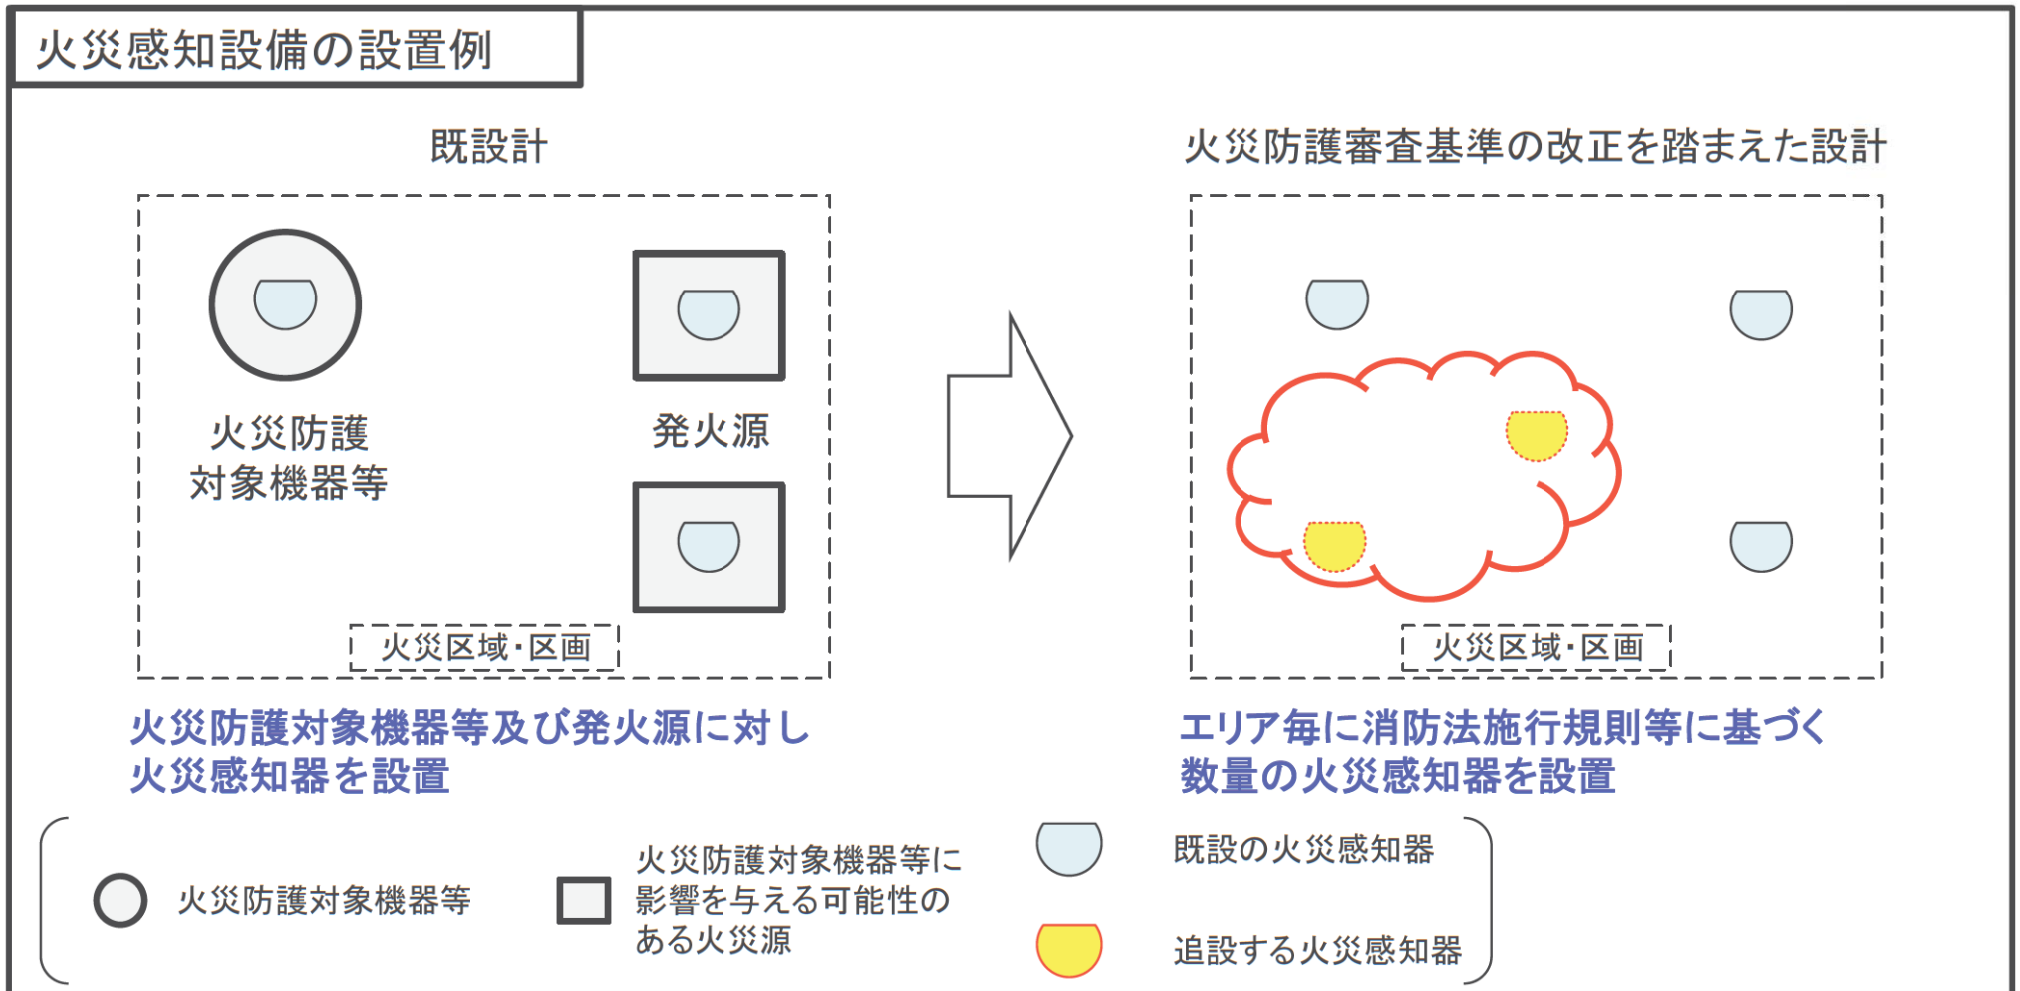 火災感知設備の設置例
既設計
火災防護
対象機器等
発火源
火災区域・区画
火災防護対象機器等及び発火源に対し
火災感知器を設置
火災防護審査基準の改正を踏まえた設計
火災区域・区画
エリア毎に消防法施行規則等に基づく
数量の火災感知器を設置
火災防護対象機器等
火災防護対象機器等に
影響を与える可能性の
ある火災源
既設の火災感知器
追設する火災感知器